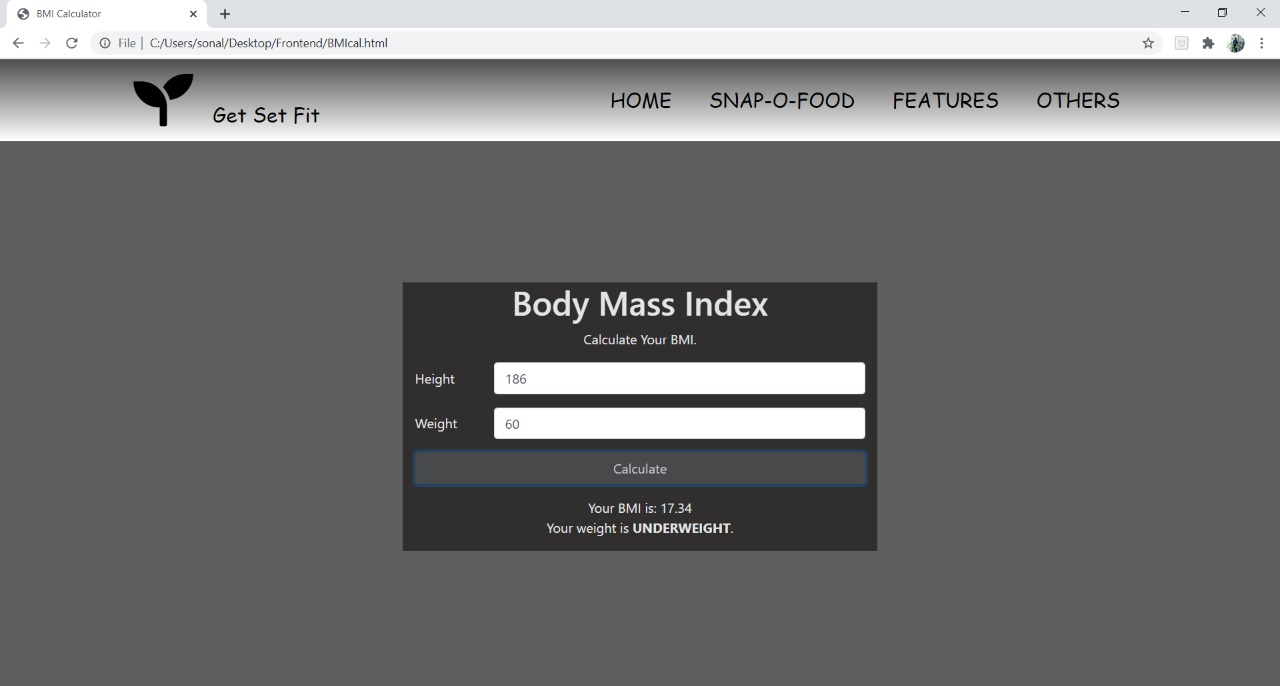 BMI Calculator
File | C:/Users/sonal/Desktop/Frontend/BMIcal.html
Get Set Fit
HOME SNAP-O-FOOD FEATURES OTHERS
Body Mass Index
Calculate Your BMI.
Height 186
Weight 60
Calculate
Your BMI is: 17.34
Your weight is UNDERWEIGHT.